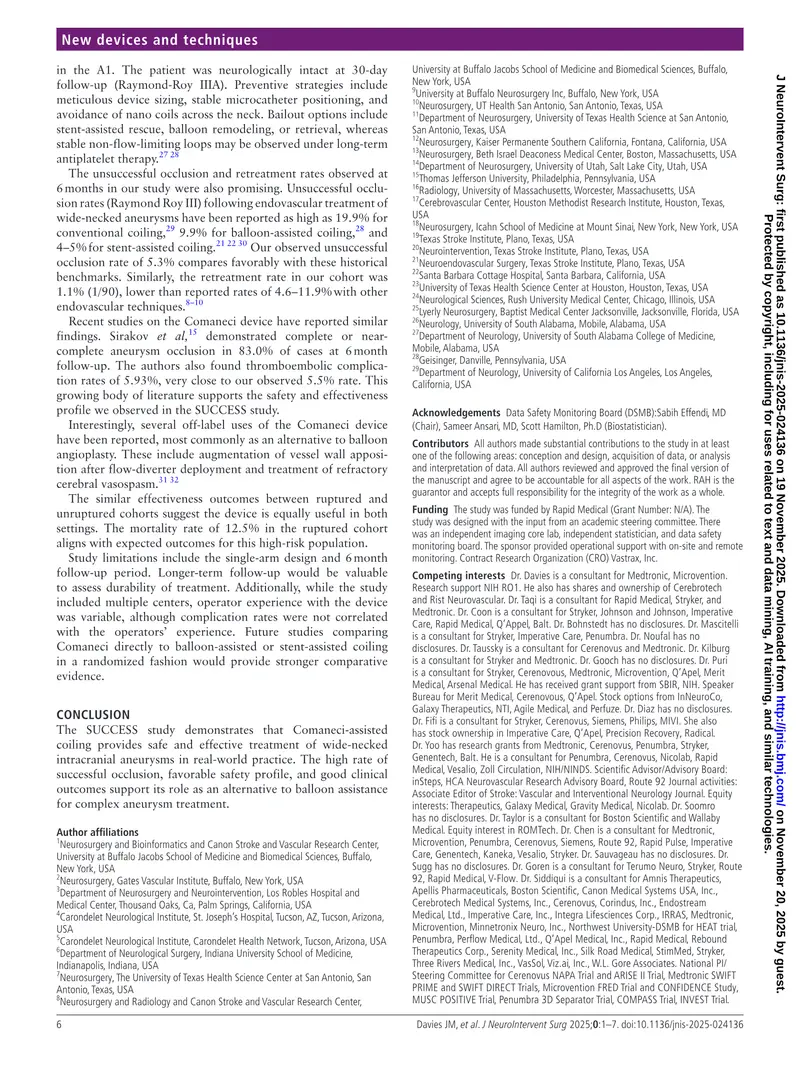 New devices and techniques
in the A1. The patient was neurologically intact at 30-day
follow-up (Raymond-Roy IIIA). Preventive strategies include
meticulous device sizing, stable microcatheter positioning, and
avoidance of nano coils across the neck. Bailout options include
stent-assisted rescue, balloon remodeling, or retrieval, whereas
stable non-flow-limiting loops may be observed under long-term
antiplatelet therapy.27 28
The unsuccessful occlusion and retreatment rates observed at
6 months in our study were also promising. Unsuccessful occlu-
sion rates (Raymond Roy III) following endovascular treatment of
wide-necked aneurysms have been reported as high as 19.9% for
conventional coiling,29 9.9% for balloon-assisted coiling,28 and
4–5% for stent-assisted coiling.21 22 30 Our observed unsuccessful
occlusion rate of 5.3% compares favorably with these historical
benchmarks. Similarly, the retreatment rate in our cohort was
1.1% (1/90), lower than reported rates of 4.6–11.9% with other
endovascular techniques.8–10
Recent studies on the Comaneci device have reported similar
findings. Sirakov et al,15 demonstrated complete or near-
complete aneurysm occlusion in 83.0% of cases at 6 month
follow-up. The authors also found thromboembolic complica-
tion rates of 5.93%, very close to our observed 5.5% rate. This
growing body of literature supports the safety and effectiveness
profile we observed in the SUCCESS study.
Interestingly, several off-label uses of the Comaneci device
have been reported, most commonly as an alternative to balloon
angioplasty. These include augmentation of vessel wall apposi-
tion after flow-diverter deployment and treatment of refractory
cerebral vasospasm.31 32
The similar effectiveness outcomes between ruptured and
unruptured cohorts suggest the device is equally useful in both
settings. The mortality rate of 12.5% in the ruptured cohort
aligns with expected outcomes for this high-risk population.
Study limitations include the single-arm design and 6 month
follow-up period. Longer-term follow-up would be valuable
to assess durability of treatment. Additionally, while the study
included multiple centers, operator experience with the device
was variable, although complication rates were not correlated
with the operators' experience. Future studies comparing
Comaneci directly to balloon-assisted or stent-assisted coiling
in a randomized fashion would provide stronger comparative
evidence.
CONCLUSION
The SUCCESS study demonstrates that Comaneci-assisted
coiling provides safe and effective treatment of wide-necked
intracranial aneurysms in real-world practice. The high rate of
successful occlusion, favorable safety profile, and good clinical
outcomes support its role as an alternative to balloon assistance
for complex aneurysm treatment.
Author affiliations
1Neurosurgery and Bioinformatics and Canon Stroke and Vascular Research Center,
University at Buffalo Jacobs School of Medicine and Biomedical Sciences, Buffalo,
New York, USA
2Neurosurgery, Gates Vascular Institute, Buffalo, New York, USA
3Department of Neurosurgery and Neurointervention, Los Robles Hospital and
Medical Center, Thousand Oaks, Ca, Palm Springs, California, USA
4Carondelet Neurological Institute, St. Joseph's Hospital, Tucson, AZ, Tucson, Arizona,
USA
5Carondelet Neurological Institute, Carondelet Health Network, Tucson, Arizona, USA
6Department of Neurological Surgery, Indiana University School of Medicine,
Indianapolis, Indiana, USA
7Neurosurgery, The University of Texas Health Science Center at San Antonio, San
Antonio, Texas, USA
8Neurosurgery and Radiology and Canon Stroke and Vascular Research Center,
University at Buffalo Jacobs School of Medicine and Biomedical Sciences, Buffalo,
New York, USA
9University at Buffalo Neurosurgery Inc, Buffalo, New York, USA
10Neurosurgery, UT Health San Antonio, San Antonio, Texas, USA
11Department of Neurosurgery, University of Texas Health Science at San Antonio,
San Antonio, Texas, USA
12Neurosurgery, Kaiser Permanente Southern California, Fontana, California, USA
13Neurosurgery, Beth Israel Deaconess Medical Center, Boston, Massachusetts, USA
14Department of Neurosurgery, University of Utah, Salt Lake City, Utah, USA
15Thomas Jefferson University, Philadelphia, Pennsylvania, USA
16Radiology, University of Massachusetts, Worcester, Massachusetts, USA
17Cerebrovascular Center, Houston Methodist Research Institute, Houston, Texas,
USA
18Neurosurgery, Icahn School of Medicine at Mount Sinai, New York, New York, USA
19Texas Stroke Institute, Plano, Texas, USA
20Neurointervention, Texas Stroke Institute, Plano, Texas, USA
21Neuroendovascular Surgery, Texas Stroke Institute, Plano, Texas, USA
22Santa Barbara Cottage Hospital, Santa Barbara, California, USA
23University of Texas Health Science Center at Houston, Houston, Texas, USA
24Neurological Sciences, Rush University Medical Center, Chicago, Illinois, USA
25Lyerly Neurosurgery, Baptist Medical Center Jacksonville, Jacksonville, Florida, USA
26Neurology, University of South Alabama, Mobile, Alabama, USA
27Department of Neurology, University of South Alabama College of Medicine,
Mobile, Alabama, USA
28Geisinger, Danville, Pennsylvania, USA
29Department of Neurology, University of California Los Angeles, Los Angeles,
California, USA
Acknowledgements Data Safety Monitoring Board (DSMB):Sabih Effendi, MD
(Chair), Sameer Ansari, MD, Scott Hamilton, Ph.D (Biostatistician).
Contributors All authors made substantial contributions to the study in at least
one of the following areas: conception and design, acquisition of data, or analysis
and interpretation of data. All authors reviewed and approved the final version of
the manuscript and agree to be accountable for all aspects of the work. RAH is the
guarantor and accepts full responsibility for the integrity of the work as a whole.
Funding The study was funded by Rapid Medical (Grant Number: N/A). The
study was designed with the input from an academic steering committee. There
was an independent imaging core lab, independent statistician, and data safety
monitoring board. The sponsor provided operational support with on-site and remote
monitoring. Contract Research Organization (CRO) Vastrax, Inc.
Competing interests Dr. Davies is a consultant for Medtronic, Microvention.
Research support NIH RO1. He also has shares and ownership of Cerebrotech
and Rist Neurovascular. Dr. Taqi is a consultant for Rapid Medical, Stryker, and
Medtronic. Dr. Coon is a consultant for Stryker, Johnson and Johnson, Imperative
Care, Rapid Medical, Q'Appel, Balt. Dr. Bohnstedt has no disclosures. Dr. Mascitelli
is a consultant for Stryker, Imperative Care, Penumbra. Dr. Noufal has no
disclosures. Dr. Taussky is a consultant for Cerenovus and Medtronic. Dr. Kilburg
is a consultant for Stryker and Medtronic. Dr. Gooch has no disclosures. Dr. Puri
is a consultant for Stryker, Cerenovous, Medtronic, Microvention, Q'Apel, Merit
Medical, Arsenal Medical. He has received grant support from SBIR, NIH. Speaker
Bureau for Merit Medical, Cerenovous, Q'Apel. Stock options from InNeuroCo,
Galaxy Therapeutics, NTI, Agile Medical, and Perfuze. Dr. Diaz has no disclosures.
Dr. Fifi is a consultant for Stryker, Cerenovus, Siemens, Philips, MIVI. She also
has stock ownership in Imperative Care, Q'Apel, Precision Recovery, Radical.
Dr. Yoo has research grants from Medtronic, Cerenovus, Penumbra, Stryker,
Genentech, Balt. He is a consultant for Penumbra, Cerenovus, Nicolab, Rapid
Medical, Vesalio, Zoll Circulation, NIH/NINDS. Scientific Advisor/Advisory Board:
inSteps, HCA Neurovascular Research Advisory Board, Route 92 Journal activities:
Associate Editor of Stroke: Vascular and Interventional Neurology Journal. Equity
interests: Therapeutics, Galaxy Medical, Gravity Medical, Nicolab. Dr. Soomro
has no disclosures. Dr. Taylor is a consultant for Boston Scientific and Wallaby
Medical. Equity interest in ROMTech. Dr. Chen is a consultant for Medtronic,
Microvention, Penumbra, Cerenovus, Siemens, Route 92, Rapid Pulse, Imperative
Care, Genentech, Kaneka, Vesalio, Stryker. Dr. Sauvageau has no disclosures. Dr.
Sugg has no disclosures. Dr. Goren is a consultant for Terumo Neuro, Stryker, Route
92, Rapid Medical, V-Flow. Dr. Siddiqui is a consultant for Amnis Therapeutics,
Apellis Pharmaceuticals, Boston Scientific, Canon Medical Systems USA, Inc.,
Cerebrotech Medical Systems, Inc., Cerenovus, Corindus, Inc., Endostream
Medical, Ltd., Imperative Care, Inc., Integra Lifesciences Corp., IRRAS, Medtronic,
Microvention, Minnetronix Neuro, Inc., Northwest University-DSMB for HEAT trial,
Penumbra, Perflow Medical, Ltd., Q'Apel Medical, Inc., Rapid Medical, Rebound
Therapeutics Corp., Serenity Medical, Inc., Silk Road Medical, StimMed, Stryker,
Three Rivers Medical, Inc., VasSol, Viz.ai, Inc., W.L. Gore Associates. National PI/
Steering Committee for Cerenovus NAPA Trial and ARISE II Trial, Medtronic SWIFT
PRIME and SWIFT DIRECT Trials, Microvention FRED Trial and CONFIDENCE Study,
MUSC POSITIVE Trial, Penumbra 3D Separator Trial, COMPASS Trial, INVEST Trial.
6
Davies JM, et al. J NeuroIntervent Surg 2025;0:1–7. doi:10.1136/jnis-2025-024136
J NeuroIntervent Surg: first published as 10.1136/jnis-2025-024136 on 19 November 2025. Downloaded from http://jnis.bmj.com/ on November 20, 2025 by guest.
Protected by copyright, including for uses related to text and data mining, AI training, and similar technologies.